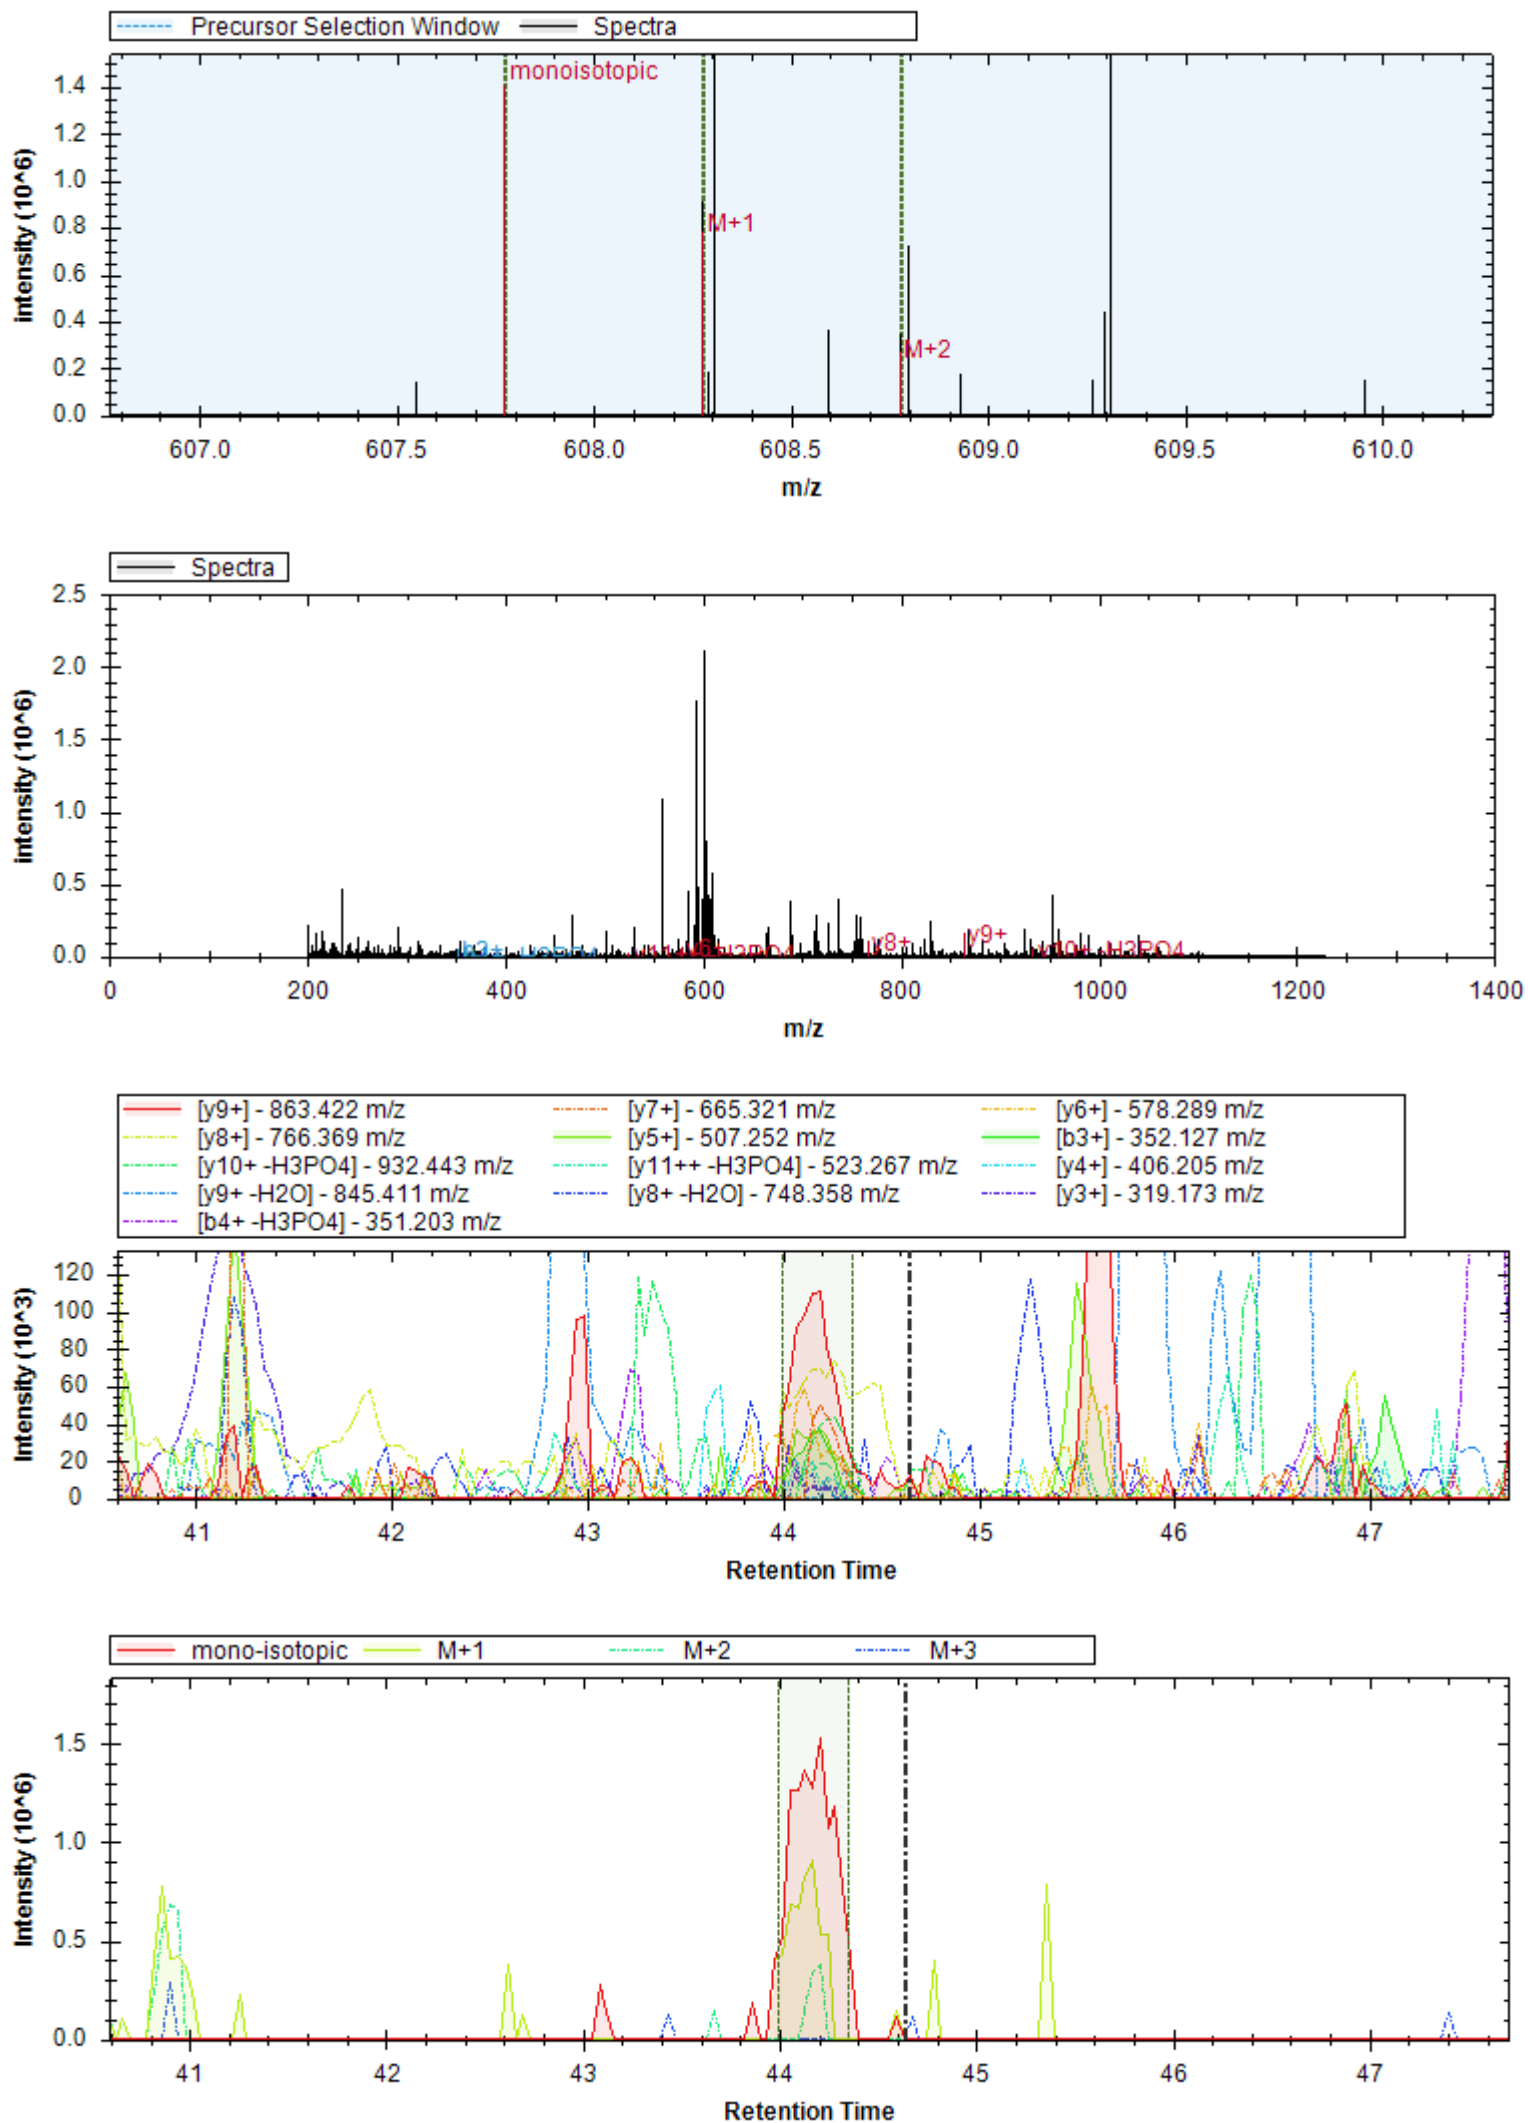 Precursor Selection Window Spectra
monoisotopic
M+1
M+2
1.4
1.2
1.0
0.8
0.6
0.4
0.2
0.0
intensity (10^6)
607.0 607.5 608.0 608.5 609.0 609.5 610.0
m/z
Spectra
2.5
2.0
1.5
1.0
0.5
0.0
intensity (10^6)
y8+ y9+
b3+ y6+ y10+ -H3PO4
0 200 400 600 800 1000 1200 1400
m/z
[y9+] - 863.422 m/z [y7+] - 665.321 m/z [y6+] - 578.289 m/z
[y8+] - 766.369 m/z [y5+] - 507.252 m/z [b3+] - 352.127 m/z
[y10+ -H3PO4] - 932.443 m/z [y11++ -H3PO4] - 523.267 m/z [y4+] - 406.205 m/z
[y9+ -H2O] - 845.411 m/z [y8+ -H2O] - 748.358 m/z [y3+] - 319.173 m/z
[b4+ -H3PO4] - 351.203 m/z
120
100
80
60
40
20
0
Intensity (10^3)
41 42 43 44 45 46 47
Retention Time
mono-isotopic M+1 M+2 M+3
1.5
1.0
0.5
0.0
Intensity (10^6)
41 42 43 44 45 46 47
Retention Time